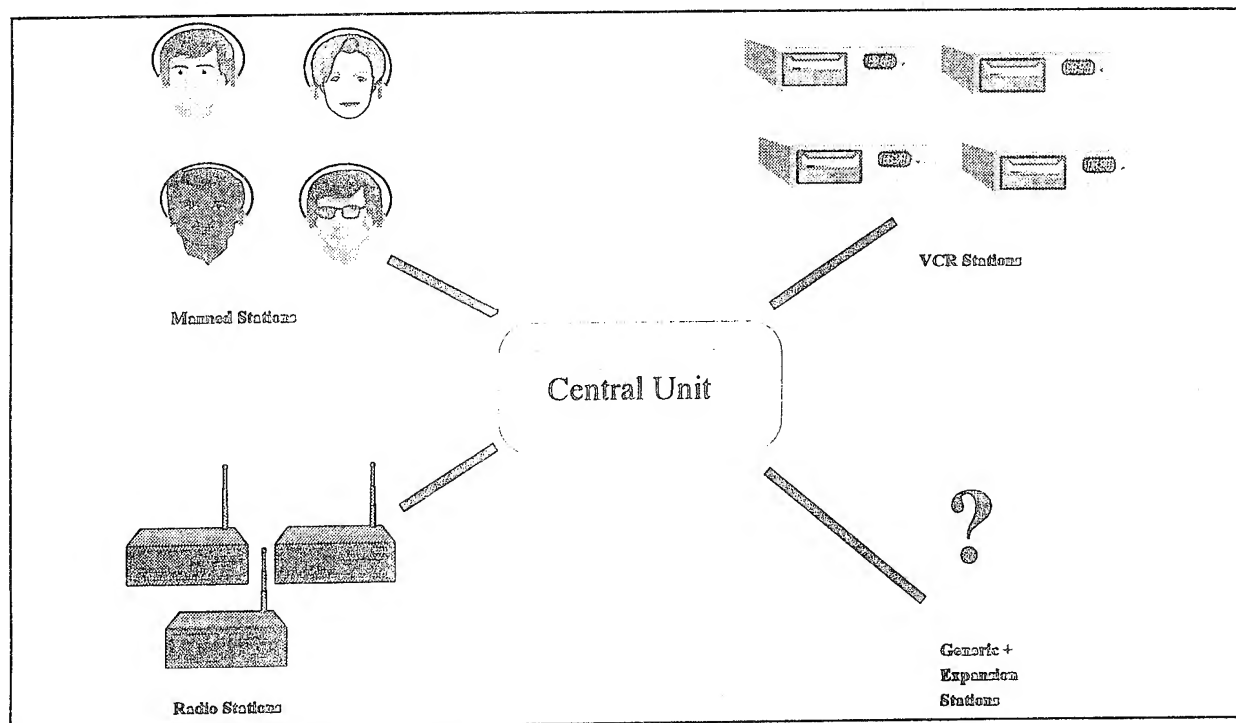 Manned Stations
VCR Stations
Central Unit
?
Radio Stations
Generic +
Expansion
Stations